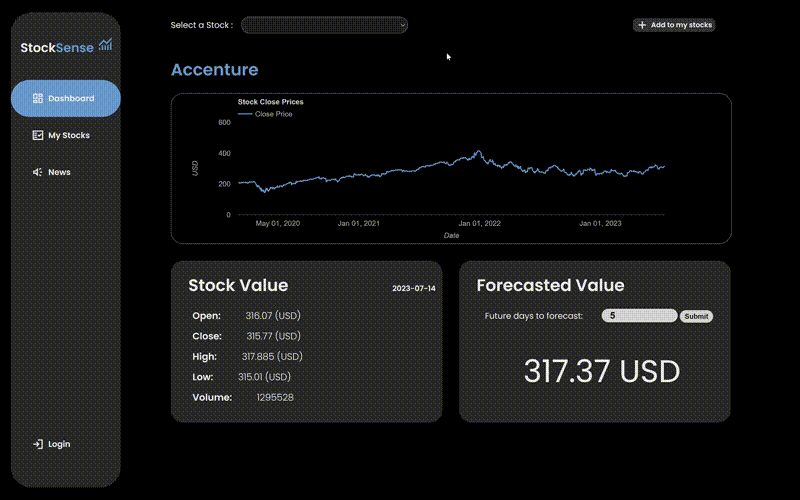 StockSense
Dashboard
My Stocks
News
Login
Select a Stock :
+ Add to my stocks
Accenture
Stock Close Prices
Close Price
USD
600
400
200
0
May 01, 2020 Jan 01, 2021 Jan 01, 2022 Jan 01, 2023
Date
Stock Value
2023-07-14
Open: 316.07 (USD)
Close: 315.77 (USD)
High: 317.885 (USD)
Low: 315.01 (USD)
Volume: 1295528
Forecasted Value
Future days to forecast: 5 Submit
317.37 USD